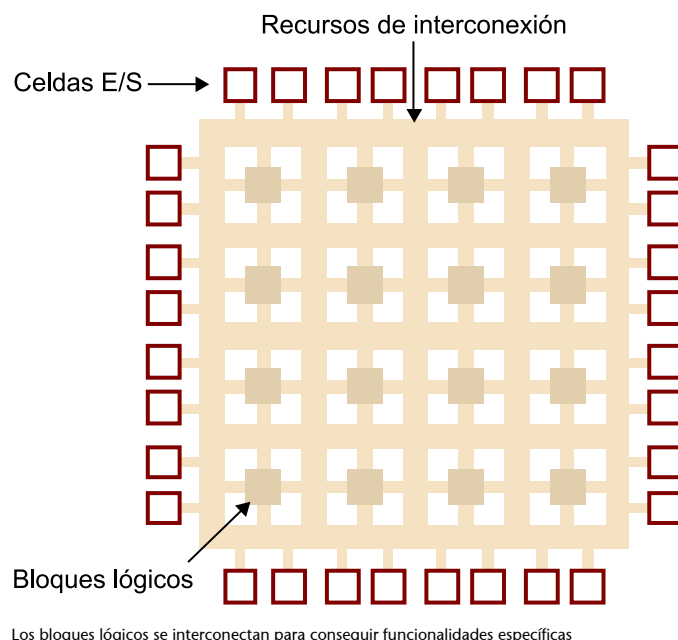 Recursos de interconexión
Celdas E/S
Bloques lógicos
Los bloques lógicos se interconectan para conseguir funcionalidades específicas